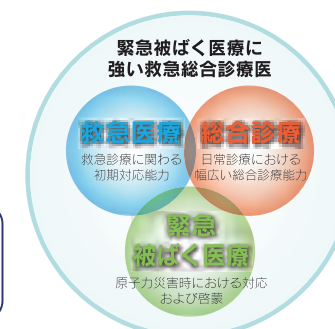 緊急被ばく医療に
強い救急総合診療医
救急医療
救急診療に関わる
初期対応能力
総合診療
日常診療における
幅広い総合診療能力
緊急
被ばく医療
原子力災害時における対応
および啓蒙